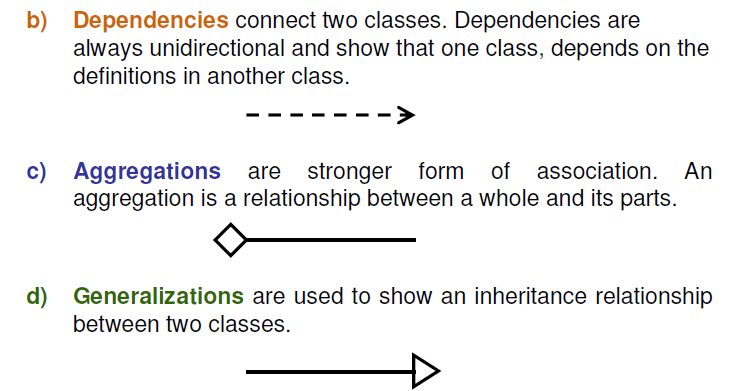 b) Dependencies connect two classes. Dependencies are
always unidirectional and show that one class, depends on the
definitions in another class.
c) Aggregations are stronger form of association. An
aggregation is a relationship between a whole and its parts.
d) Generalizations are used to show an inheritance relationship
between two classes.